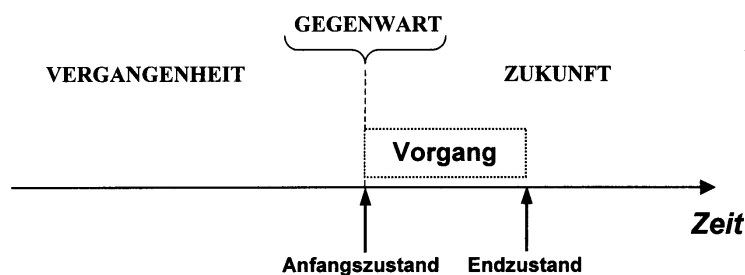 GEGENWART
VERGANGENHEIT ZUKUNFT
Vorgang
Zeit
Anfangszustand Endzustand